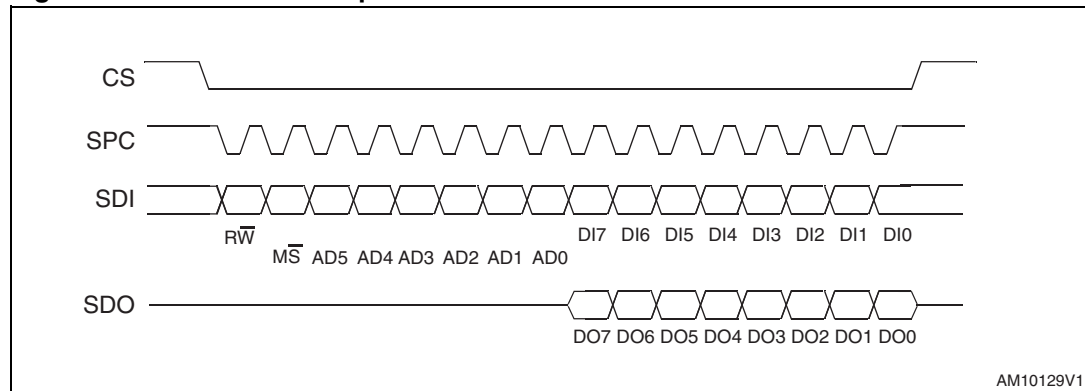 CS
SPC
SDI
RW̅ DI7 DI6 DI5 DI4 DI3 DI2 DI1 DI0
MS̅ AD5 AD4 AD3 AD2 AD1 AD0
SDO
DO7 DO6 DO5 DO4 DO3 DO2 DO1 DO0
AM10129V1